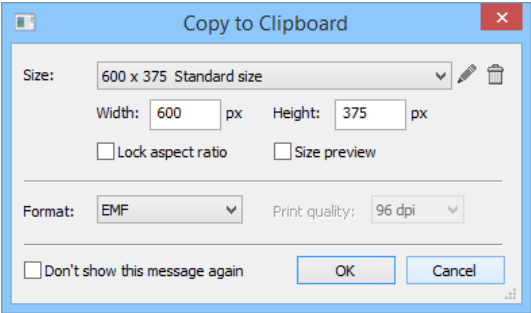 Copy to Clipboard
Size: 600 x 375 Standard size
Width: 600 px Height: 375 px
Lock aspect ratio Size preview
Format: EMF Print quality: 96 dpi
Don't show this message again OK Cancel